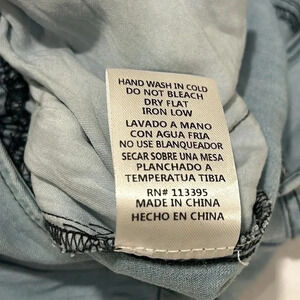 HAND WASH IN COLD
DO NOT BLEACH
DRY FLAT
IRON LOW
LAVADO A MANO
CON AGUA FRIA
NO USE BLANQUEADOR
SECAR SOBRE UNA MESA
PLANCHADO A
TEMPERATUA TIBIA
RN# 113395
MADE IN CHINA
HECHO EN CHINA